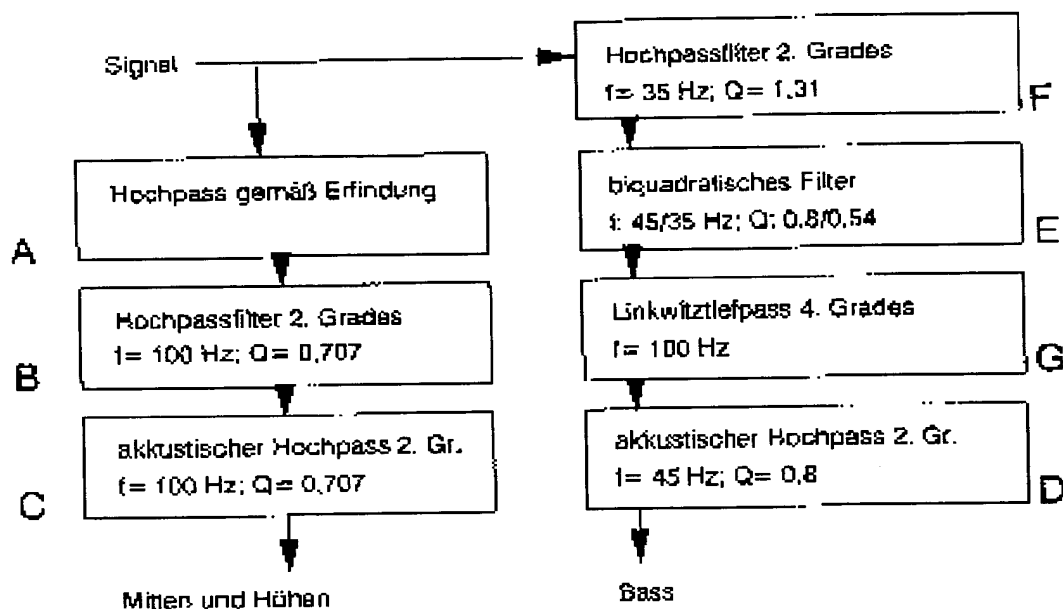 Signal
Hochpassfilter 2. Grades
f= 35 Hz; Q= 1.31
F
Hochpass gemäß Erfindung
A
biquadratisches Filter
f: 45/35 Hz; Q: 0.8/0.54
E
Hochpassfilter 2. Grades
f= 100 Hz; Q= 0,707
B
Linkwitztiefpass 4. Grades
f= 100 Hz
G
akkustischer Hochpass 2. Gr.
f= 100 Hz; Q= 0,707
C
akkustischer Hochpass 2. Gr.
f= 45 Hz; Q= 0,8
D
Mitten und Höhen
Bass